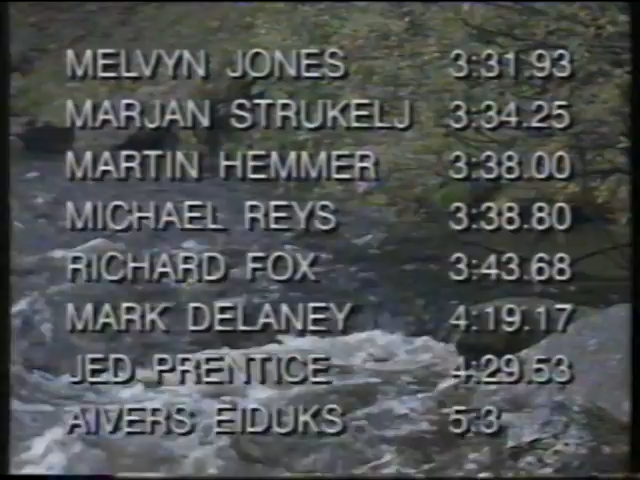 MELVYN JONES 3:31.93
MARJAN STRUKELJ 3:34.25
MARTIN HEMMER 3:38.00
MICHAEL REYS 3:38.80
RICHARD FOX 3:43.68
MARK DELANEY 4:19.17
JED PRENTICE 4:29.53
AIVERS EIDUKS 5:3